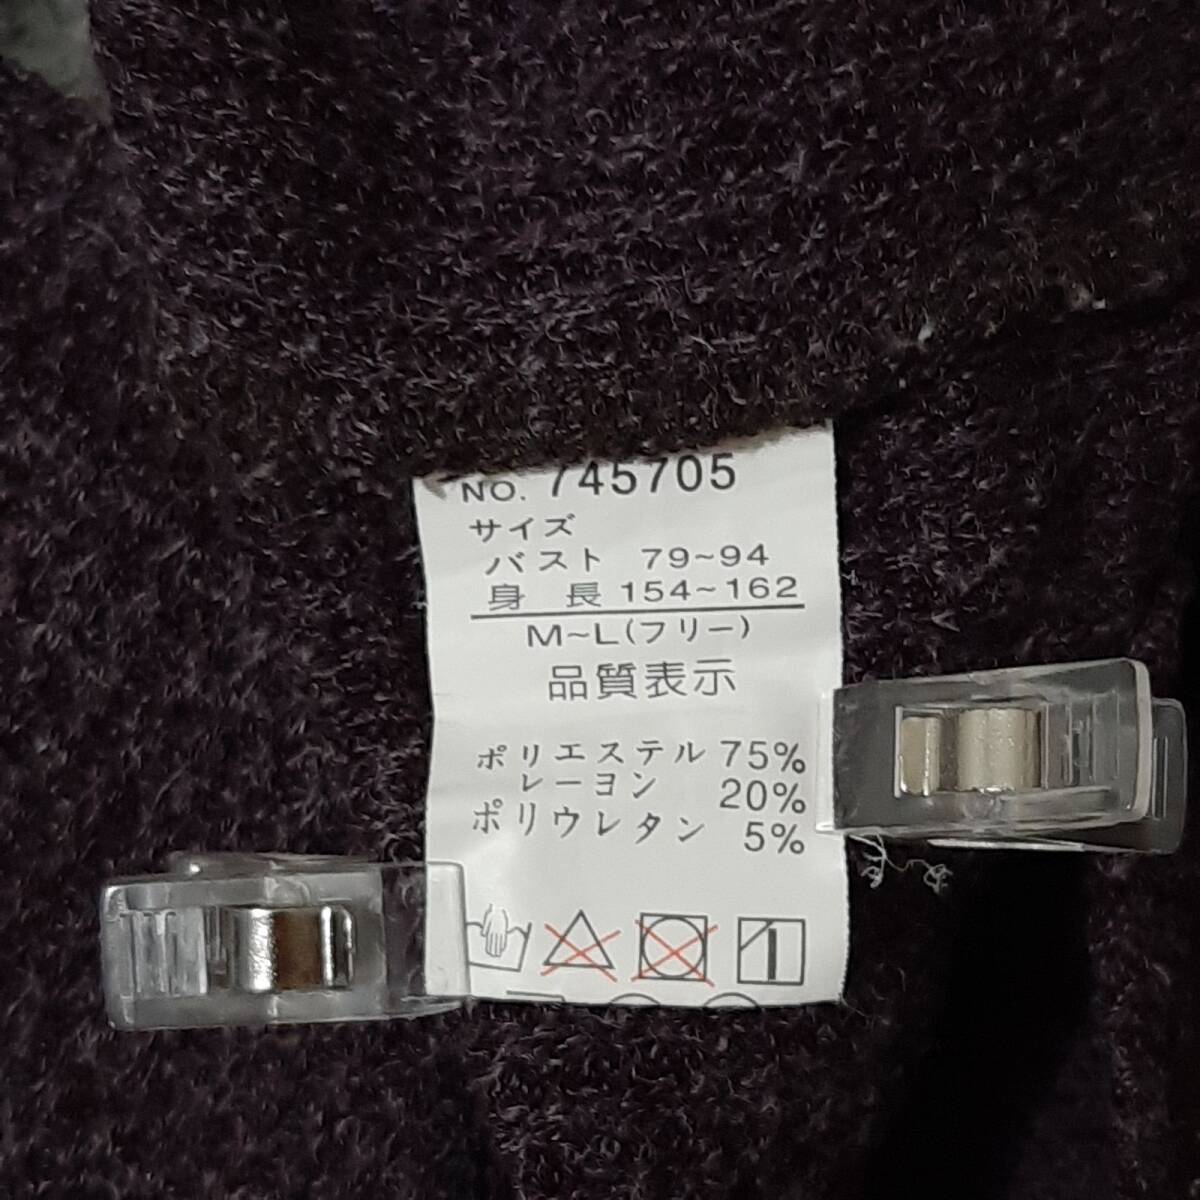 NO. 745705
サイズ
バスト 79~94
身 長 154~162
M~L(フリー)
品質表示
ポリエステル 75%
レーヨン 20%
ポリウレタン 5%